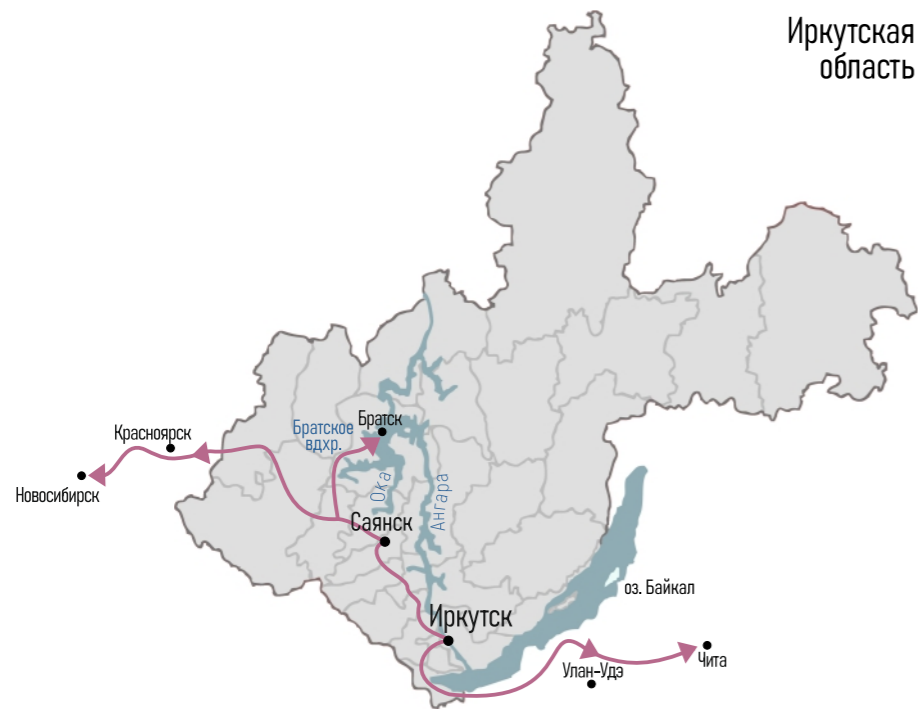 Иркутская
область
Братск
Братское
вдхр.
Красноярск
Новосибирск
Ока
Ангара
Саянск
оз. Байкал
Иркутск
Чита
Улан-Удэ